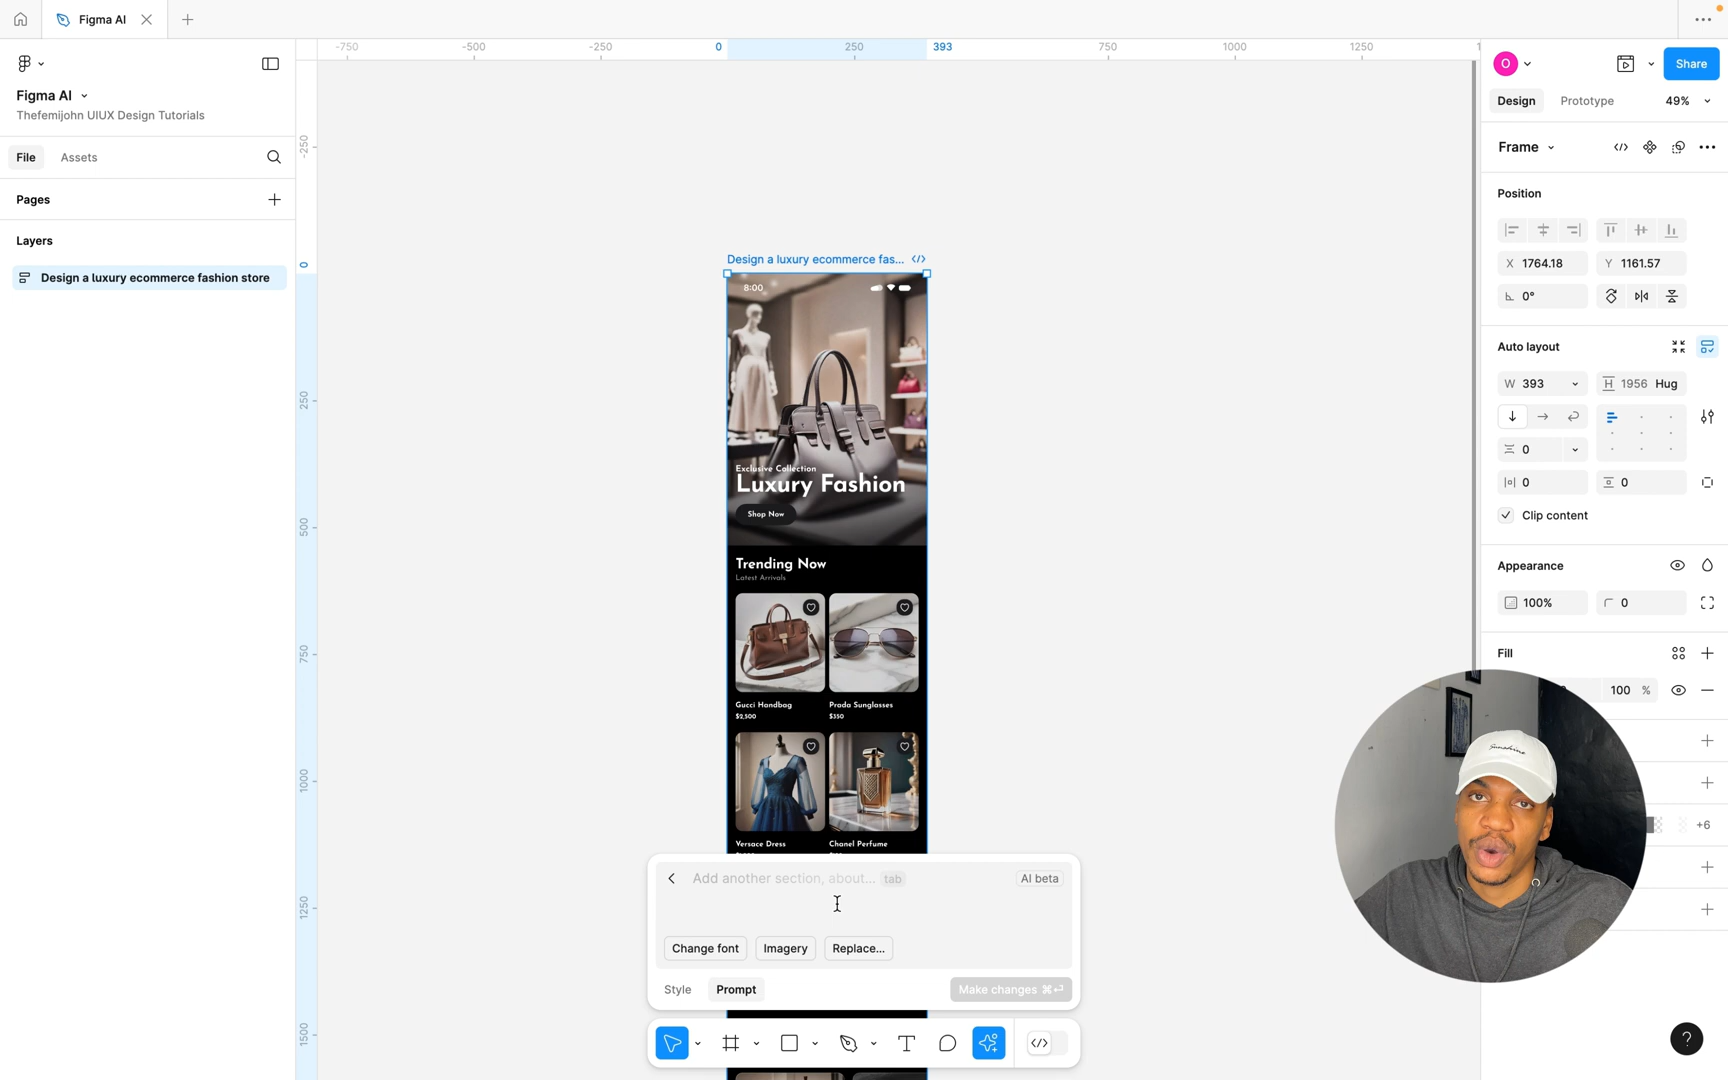 Figma AI
-750
-500
-250
0
250
393
750
1000
1250
O
Share
Figma AI
Thefemijohn UIUX Design Tutorials
Design
Prototype
49%
File
Assets
Frame
Pages
Layers
Design a luxury ecommerce fashion store
Position
X 1764.18
Y 1161.57
0°
Auto layout
W 393
H 1956 Hug
0
0
0
Clip content
Appearance
100%
0
Fill
100 %
+6
-250
0
250
500
750
1000
1250
1500
Design a luxury ecommerce fas...
8:00
Exclusive Collection
Luxury Fashion
Shop Now
Trending Now
Latest Arrivals
Gucci Handbag
Prada Sunglasses
$2,500
$350
Versace Dress
Chanel Perfume
Sunshine
Add another section, about... tab
AI beta
Change font
Imagery
Replace...
Style
Prompt
Make changes ⌘⏎
?